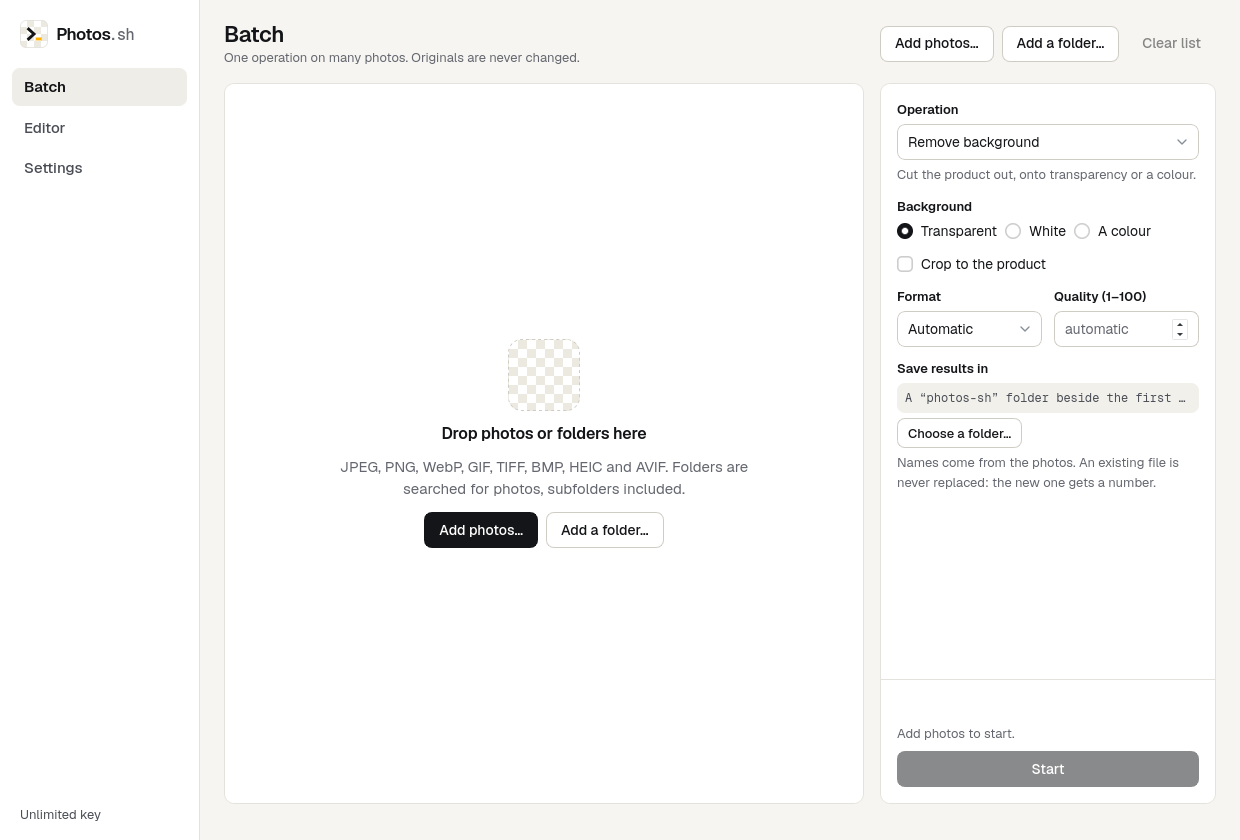 Photos.sh
Batch
Editor
Settings
Unlimited key
Batch
One operation on many photos. Originals are never changed.
Add photos…
Add a folder…
Clear list
Drop photos or folders here
JPEG, PNG, WebP, GIF, TIFF, BMP, HEIC and AVIF. Folders are
searched for photos, subfolders included.
Add photos…
Add a folder…
Operation
Remove background
Cut the product out, onto transparency or a colour.
Background
Transparent
White
A colour
Crop to the product
Format
Quality (1–100)
Automatic
automatic
Save results in
A “photos-sh” folder beside the first …
Choose a folder…
Names come from the photos. An existing file is
never replaced: the new one gets a number.
Add photos to start.
Start